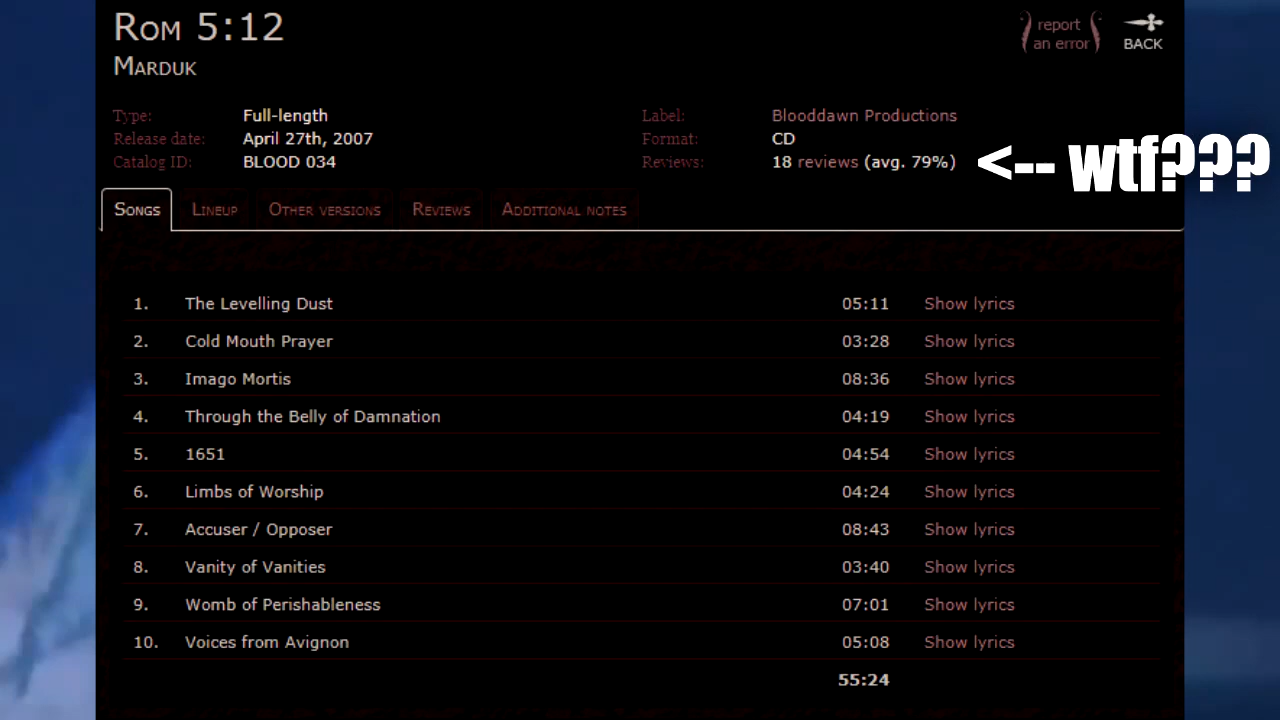 Rom 5:12
Marduk
report
an error
BACK
Type: Full-length
Release date: April 27th, 2007
Catalog ID: BLOOD 034
Label: Blooddawn Productions
Format: CD
Reviews: 18 reviews (avg. 79%)
<-- wtf???
Songs Lineup Other versions Reviews Additional notes
1. The Levelling Dust 05:11 Show lyrics
2. Cold Mouth Prayer 03:28 Show lyrics
3. Imago Mortis 08:36 Show lyrics
4. Through the Belly of Damnation 04:19 Show lyrics
5. 1651 04:54 Show lyrics
6. Limbs of Worship 04:24 Show lyrics
7. Accuser / Opposer 08:43 Show lyrics
8. Vanity of Vanities 03:40 Show lyrics
9. Womb of Perishableness 07:01 Show lyrics
10. Voices from Avignon 05:08 Show lyrics
55:24